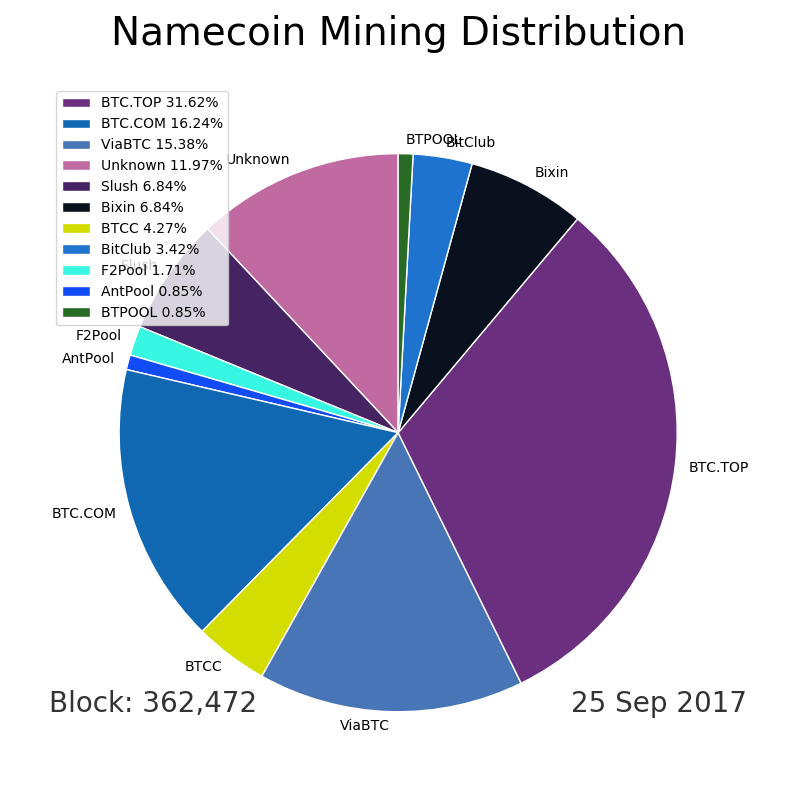 Namecoin Mining Distribution
BTC.TOP 31.62%
BTC.COM 16.24%
ViaBTC 15.38%
Unknown 11.97%
Slush 6.84%
Bixin 6.84%
BTCC 4.27%
BitClub 3.42%
F2Pool 1.71%
AntPool 0.85%
BTPOOL 0.85%
BTPOOL
BitClub
Bixin
Unknown
Slush
F2Pool
AntPool
BTC.TOP
BTC.COM
BTCC
ViaBTC
Block: 362,472
25 Sep 2017